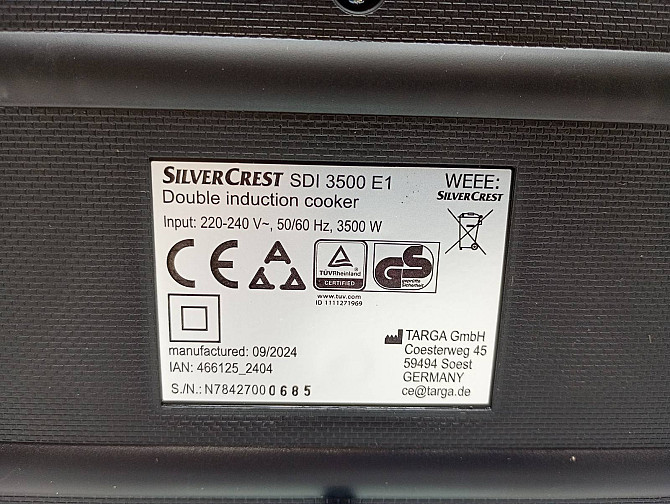 SILVERCREST SDI 3500 E1
Double induction cooker
Input: 220-240 V~, 50/60 Hz, 3500 W
WEEE:
SILVERCREST
CE
TÜVRheinland
CERTIFIED
www.tuv.com
ID 1111271969
GS
geprüfte
Sicherheit
manufactured: 09/2024
IAN: 466125_2404
S./N.: N78427000685
TARGA GmbH
Coesterweg 45
59494 Soest
GERMANY
ce@targa.de